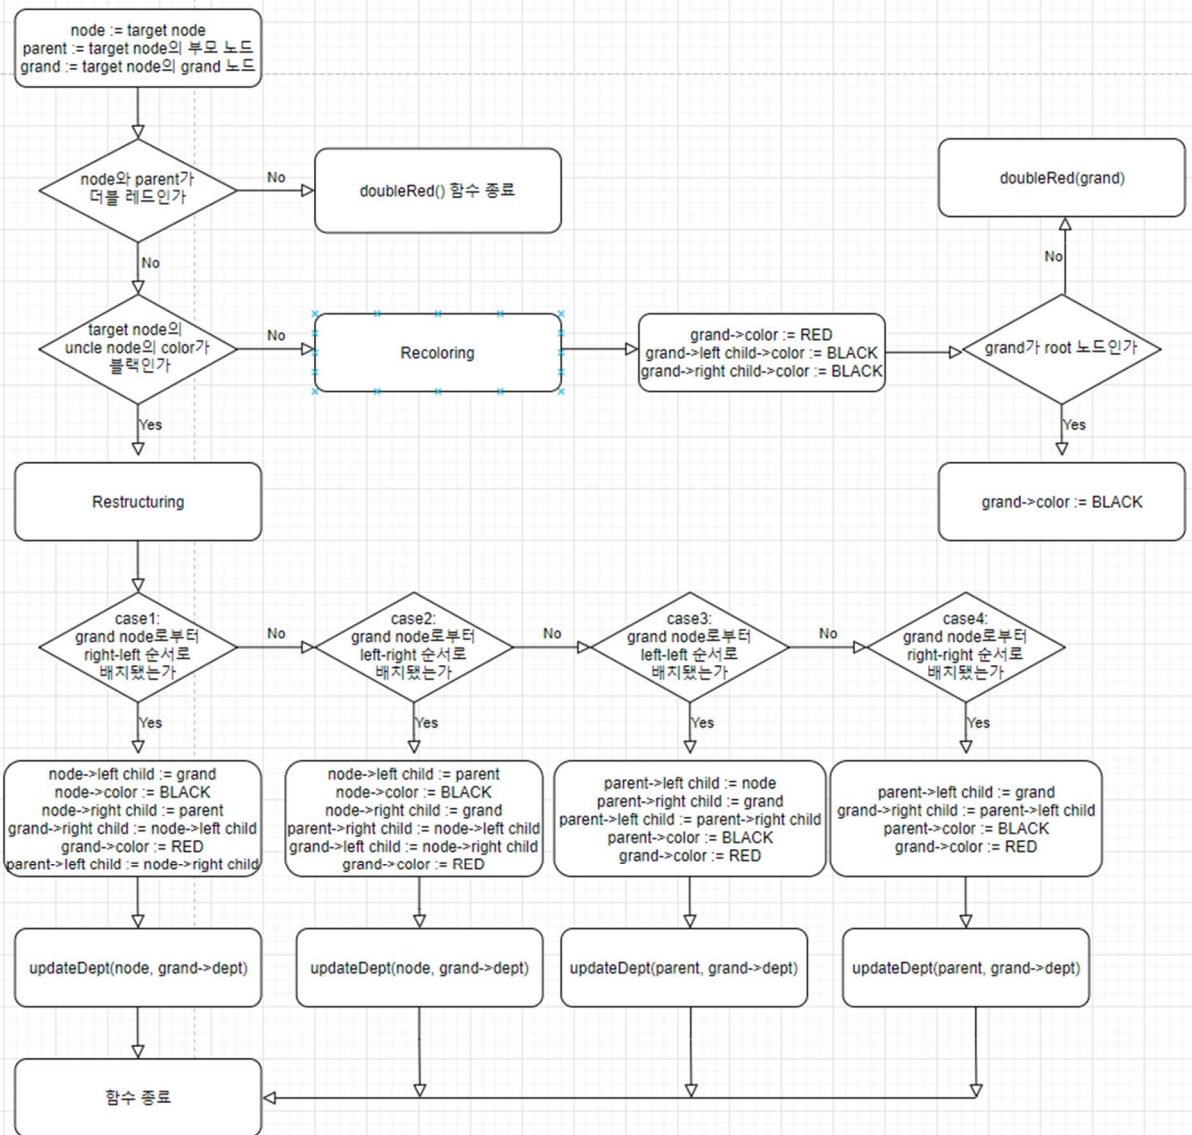 node := target node
parent := target node의 부모 노드
grand := target node의 grand 노드
node와 parent가
더블 레드인가
No
doubleRed() 함수 종료
doubleRed(grand)
No
No
target node의
uncle node의 color가
블랙인가
No
Recoloring
grand->color := RED
grand->left child->color := BLACK
grand->right child->color := BLACK
grand가 root 노드인가
Yes
Yes
Restructuring
grand->color := BLACK
case1:
grand node로부터
right-left 순서로
배치됐는가
No
case2:
grand node로부터
left-right 순서로
배치됐는가
No
case3:
grand node로부터
left-left 순서로
배치됐는가
No
case4:
grand node로부터
right-right 순서로
배치됐는가
Yes
Yes
Yes
Yes
node->left child := grand
node->color := BLACK
node->right child := parent
grand->right child := node->left child
grand->color := RED
parent->left child := node->right child
node->left child := parent
node->color := BLACK
node->right child := grand
parent->right child := node->left child
grand->left child := node->right child
grand->color := RED
parent->left child := node
parent->right child := grand
parent->left child := parent->right child
parent->color := BLACK
grand->color := RED
parent->left child := grand
grand->right child := parent->left child
parent->color := BLACK
grand->color := RED
updateDept(node, grand->dept)
updateDept(node, grand->dept)
updateDept(parent, grand->dept)
updateDept(parent, grand->dept)
함수 종료